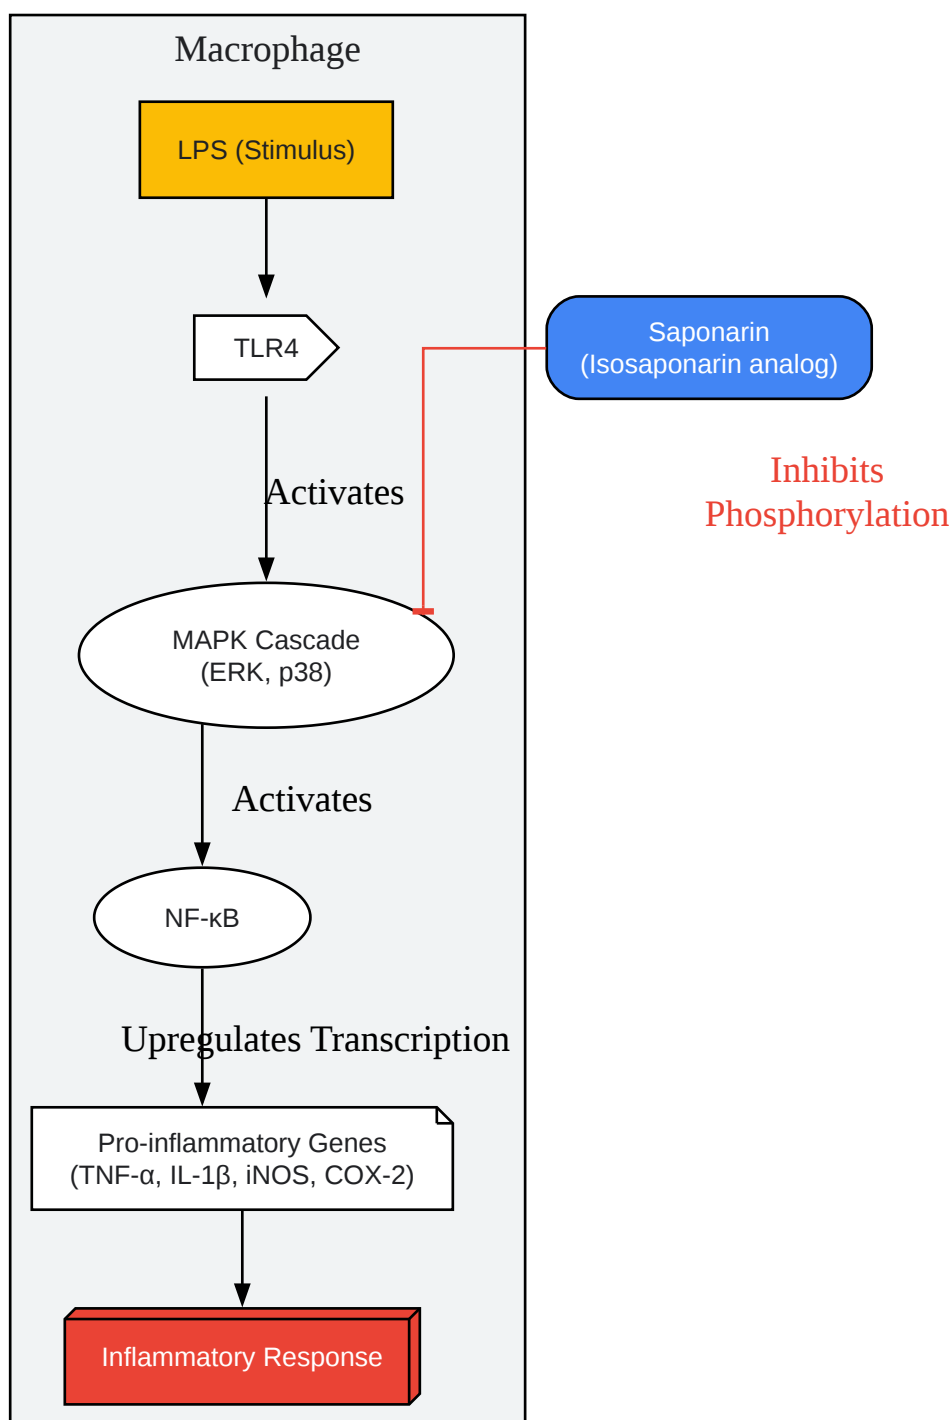 Macrophage
LPS (Stimulus)
TLR4
Saponarin
(Isosaponarin analog)
Inhibits
Phosphorylation
Activates
MAPK Cascade
(ERK, p38)
Activates
NF-κB
Upregulates Transcription
Pro-inflammatory Genes
(TNF-α, IL-1β, iNOS, COX-2)
Inflammatory Response